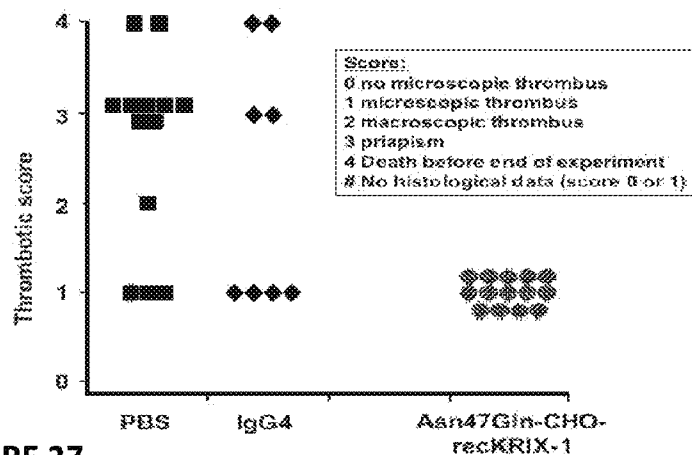 4
3
2
1
0
Thrombotic score
Score:
0 no microscopic thrombus
1 microscopic thrombus
2 macroscopic thrombus
3 priapism
4 Death before end of experiment
# No histological data (score 0 or 1)
PBS
IgG4
Asn47Gln-CHO-
recKRIX-1
27